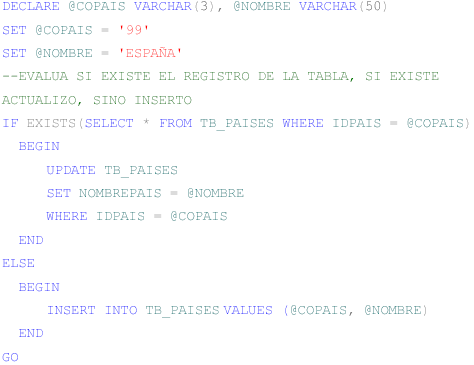 DECLARE @COPAIS VARCHAR(3), @NOMBRE VARCHAR(50)
SET @COPAIS = '99'
SET @NOMBRE = 'ESPAÑA'
--EVALUA SI EXISTE EL REGISTRO DE LA TABLA, SI EXISTE
ACTUALIZO, SINO INSERTO
IF EXISTS(SELECT * FROM TB_PAISES WHERE IDPAIS = @COPAIS)
BEGIN
UPDATE TB_PAISES
SET NOMBREPAIS = @NOMBRE
WHERE IDPAIS = @COPAIS
END
ELSE
BEGIN
INSERT INTO TB_PAISES VALUES (@COPAIS, @NOMBRE)
END
GO